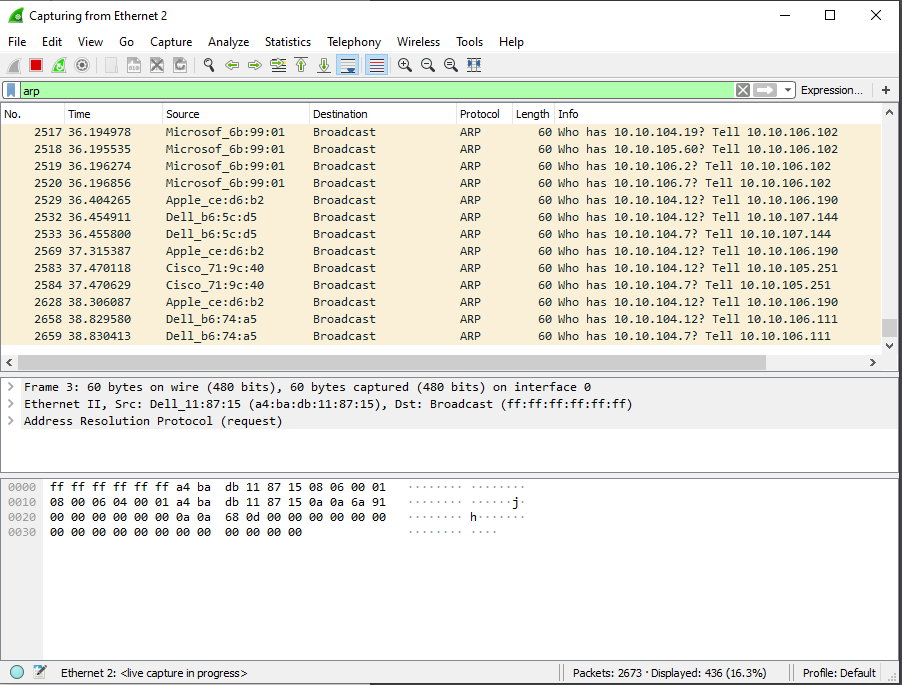 Capturing from Ethernet 2
File Edit View Go Capture Analyze Statistics Telephony Wireless Tools Help
arp Expression... +
No. Time Source Destination Protocol Length Info
2517 36.194978 Microsof_6b:99:01 Broadcast ARP 60 Who has 10.10.104.19? Tell 10.10.106.102
2518 36.195535 Microsof_6b:99:01 Broadcast ARP 60 Who has 10.10.105.60? Tell 10.10.106.102
2519 36.196274 Microsof_6b:99:01 Broadcast ARP 60 Who has 10.10.106.2? Tell 10.10.106.102
2520 36.196856 Microsof_6b:99:01 Broadcast ARP 60 Who has 10.10.106.7? Tell 10.10.106.102
2529 36.404265 Apple_ce:d6:b2 Broadcast ARP 60 Who has 10.10.104.12? Tell 10.10.106.190
2532 36.454911 Dell_b6:5c:d5 Broadcast ARP 60 Who has 10.10.104.12? Tell 10.10.107.144
2533 36.455800 Dell_b6:5c:d5 Broadcast ARP 60 Who has 10.10.104.7? Tell 10.10.107.144
2569 37.315387 Apple_ce:d6:b2 Broadcast ARP 60 Who has 10.10.104.12? Tell 10.10.106.190
2583 37.470118 Cisco_71:9c:40 Broadcast ARP 60 Who has 10.10.104.12? Tell 10.10.105.251
2584 37.470629 Cisco_71:9c:40 Broadcast ARP 60 Who has 10.10.104.7? Tell 10.10.105.251
2628 38.306087 Apple_ce:d6:b2 Broadcast ARP 60 Who has 10.10.104.12? Tell 10.10.106.190
2658 38.829580 Dell_b6:74:a5 Broadcast ARP 60 Who has 10.10.104.12? Tell 10.10.106.111
2659 38.830413 Dell_b6:74:a5 Broadcast ARP 60 Who has 10.10.104.7? Tell 10.10.106.111
Frame 3: 60 bytes on wire (480 bits), 60 bytes captured (480 bits) on interface 0
Ethernet II, Src: Dell_11:87:15 (a4:ba:db:11:87:15), Dst: Broadcast (ff:ff:ff:ff:ff:ff)
Address Resolution Protocol (request)
0000 ff ff ff ff ff ff a4 ba db 11 87 15 08 06 00 01 ········ ········
0010 08 00 06 04 00 01 a4 ba db 11 87 15 0a 0a 6a 91 ········ ······j·
0020 00 00 00 00 00 00 0a 0a 68 0d 00 00 00 00 00 00 ········ h·······
0030 00 00 00 00 00 00 00 00 00 00 00 00 ········ ····
Ethernet 2: <live capture in progress> Packets: 2673 · Displayed: 436 (16.3%) Profile: Default